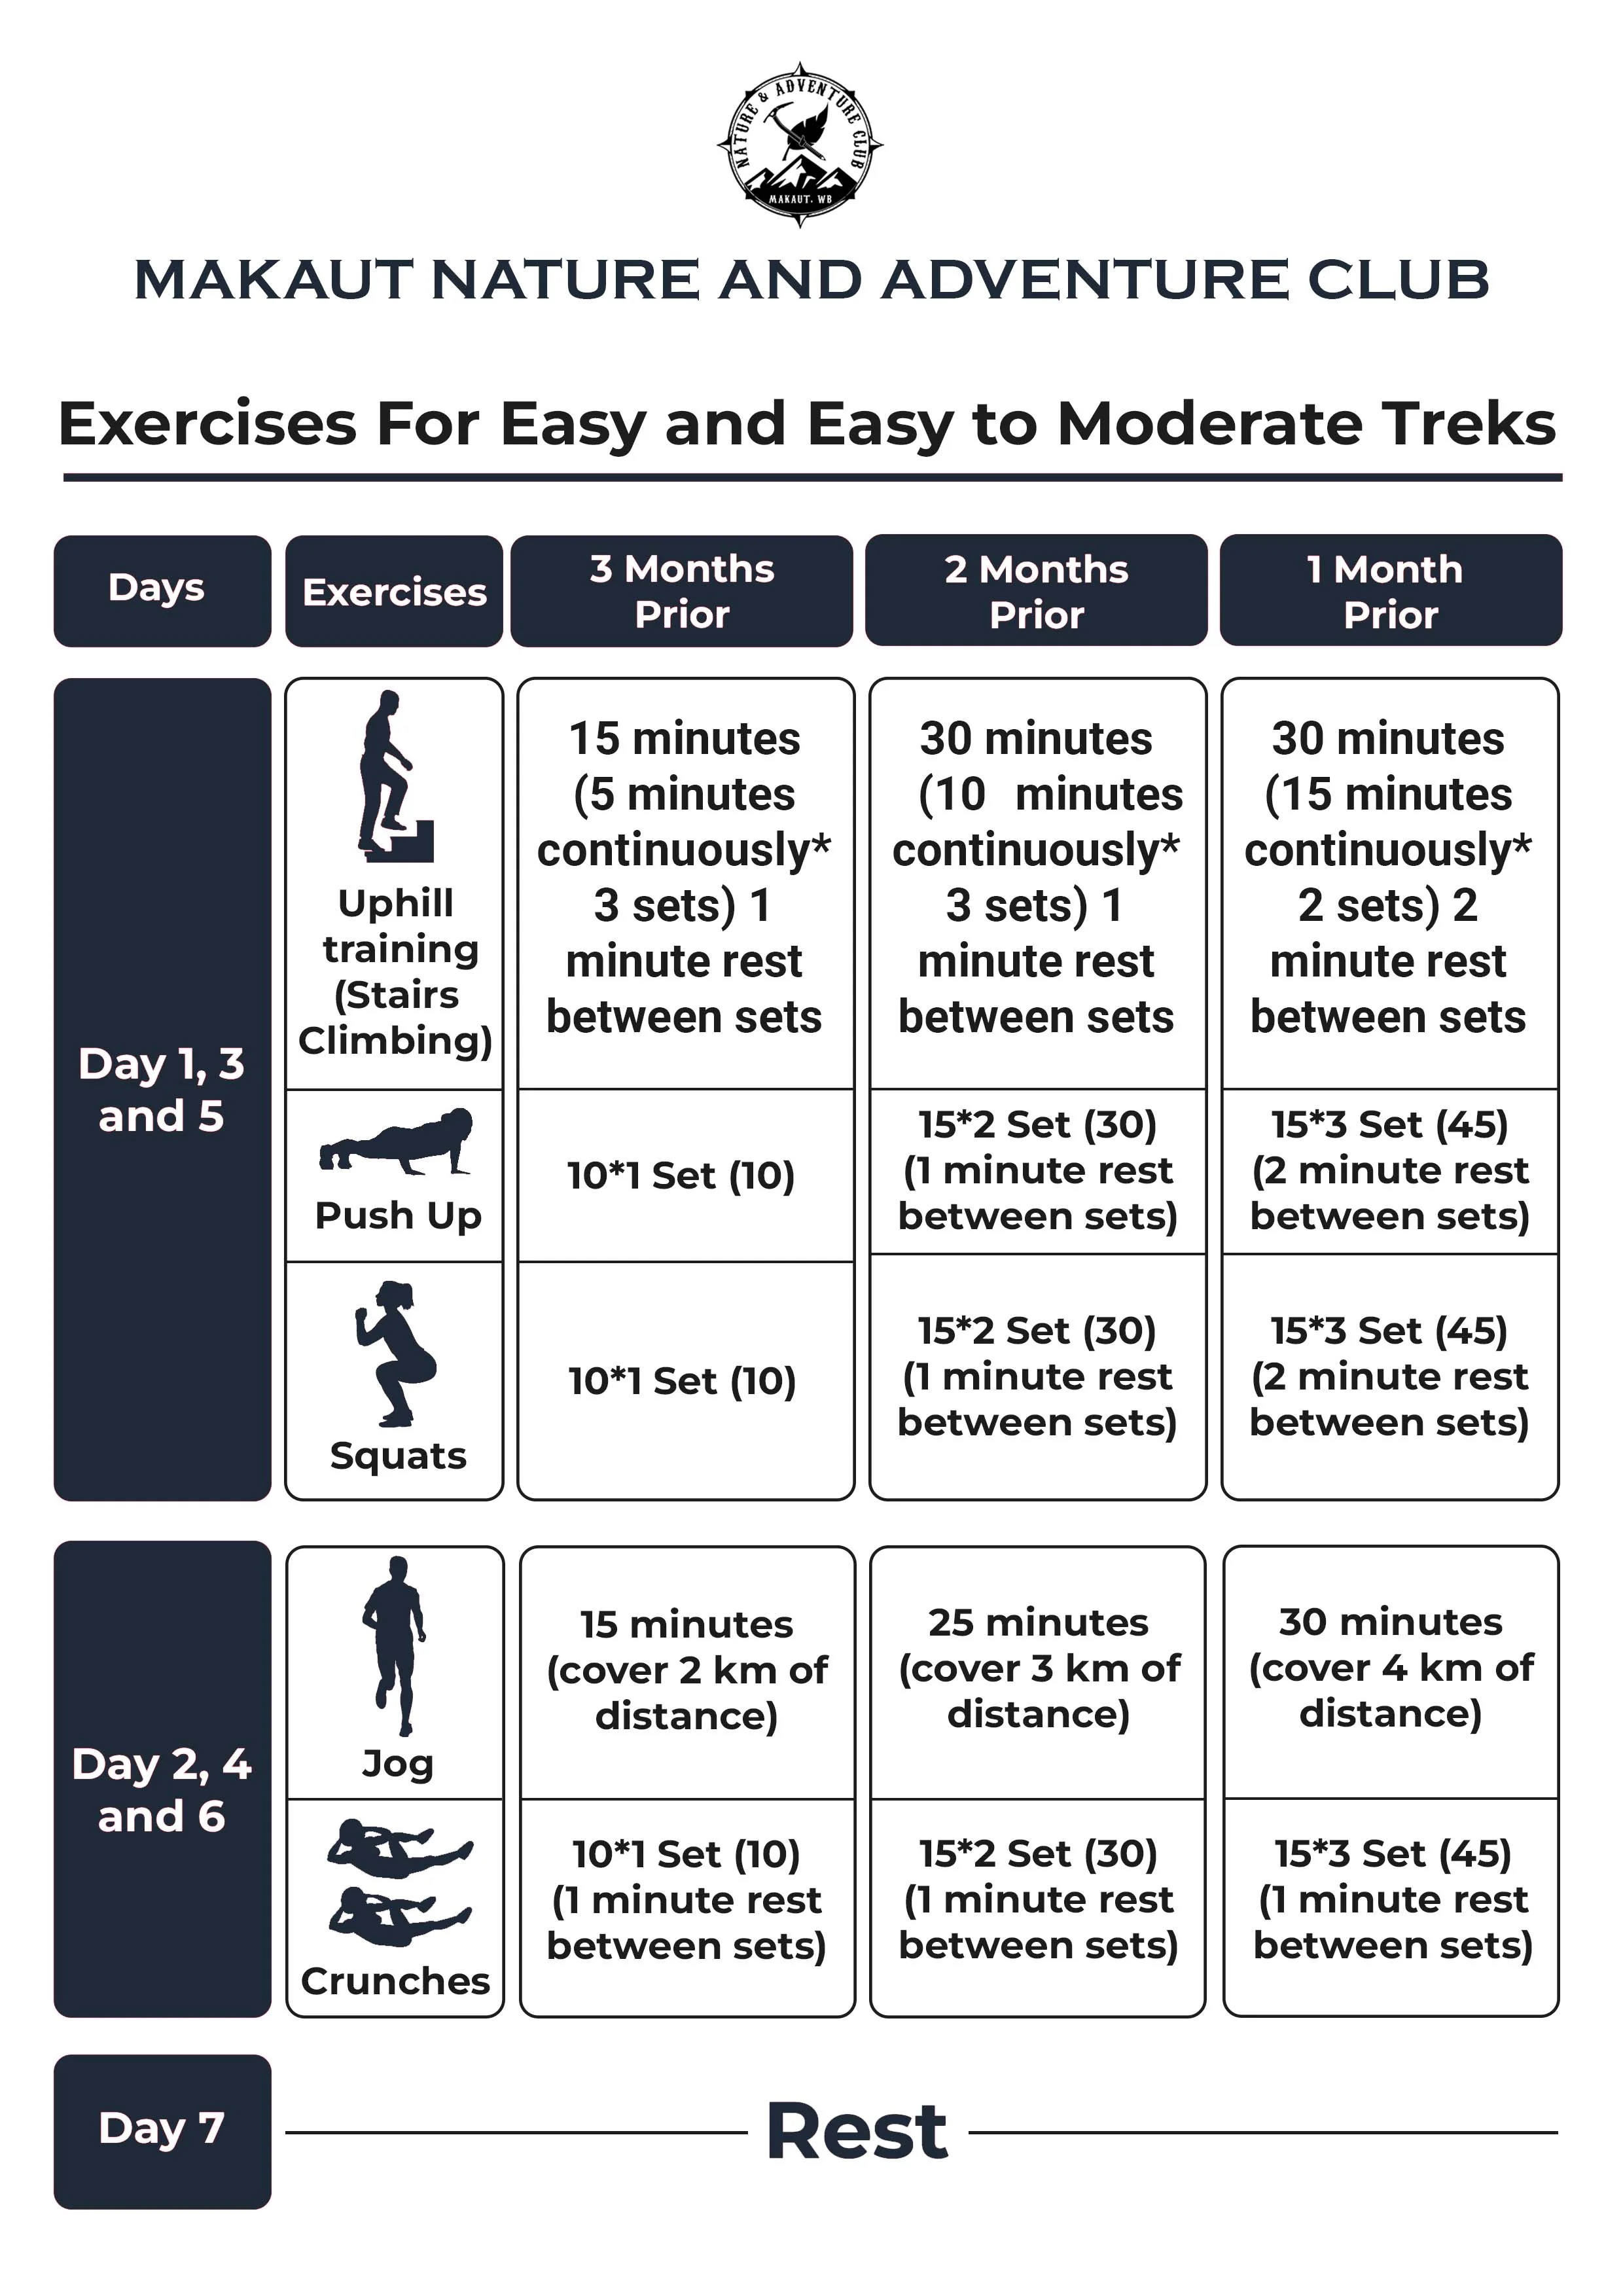 NATURE & ADVENTURE CLUB
MAKAUT. WB
MAKAUT NATURE AND ADVENTURE CLUB
Exercises For Easy and Easy to Moderate Treks
Days
Exercises
3 Months
Prior
2 Months
Prior
1 Month
Prior
Day 1, 3
and 5
Uphill
training
(Stairs
Climbing)
15 minutes
(5 minutes
continuously*
3 sets) 1
minute rest
between sets
30 minutes
(10 minutes
continuously*
3 sets) 1
minute rest
between sets
30 minutes
(15 minutes
continuously*
2 sets) 2
minute rest
between sets
Push Up
10*1 Set (10)
15*2 Set (30)
(1 minute rest
between sets)
15*3 Set (45)
(2 minute rest
between sets)
Squats
10*1 Set (10)
15*2 Set (30)
(1 minute rest
between sets)
15*3 Set (45)
(2 minute rest
between sets)
Day 2, 4
and 6
Jog
15 minutes
(cover 2 km of
distance)
25 minutes
(cover 3 km of
distance)
30 minutes
(cover 4 km of
distance)
Crunches
10*1 Set (10)
(1 minute rest
between sets)
15*2 Set (30)
(1 minute rest
between sets)
15*3 Set (45)
(1 minute rest
between sets)
Day 7
Rest